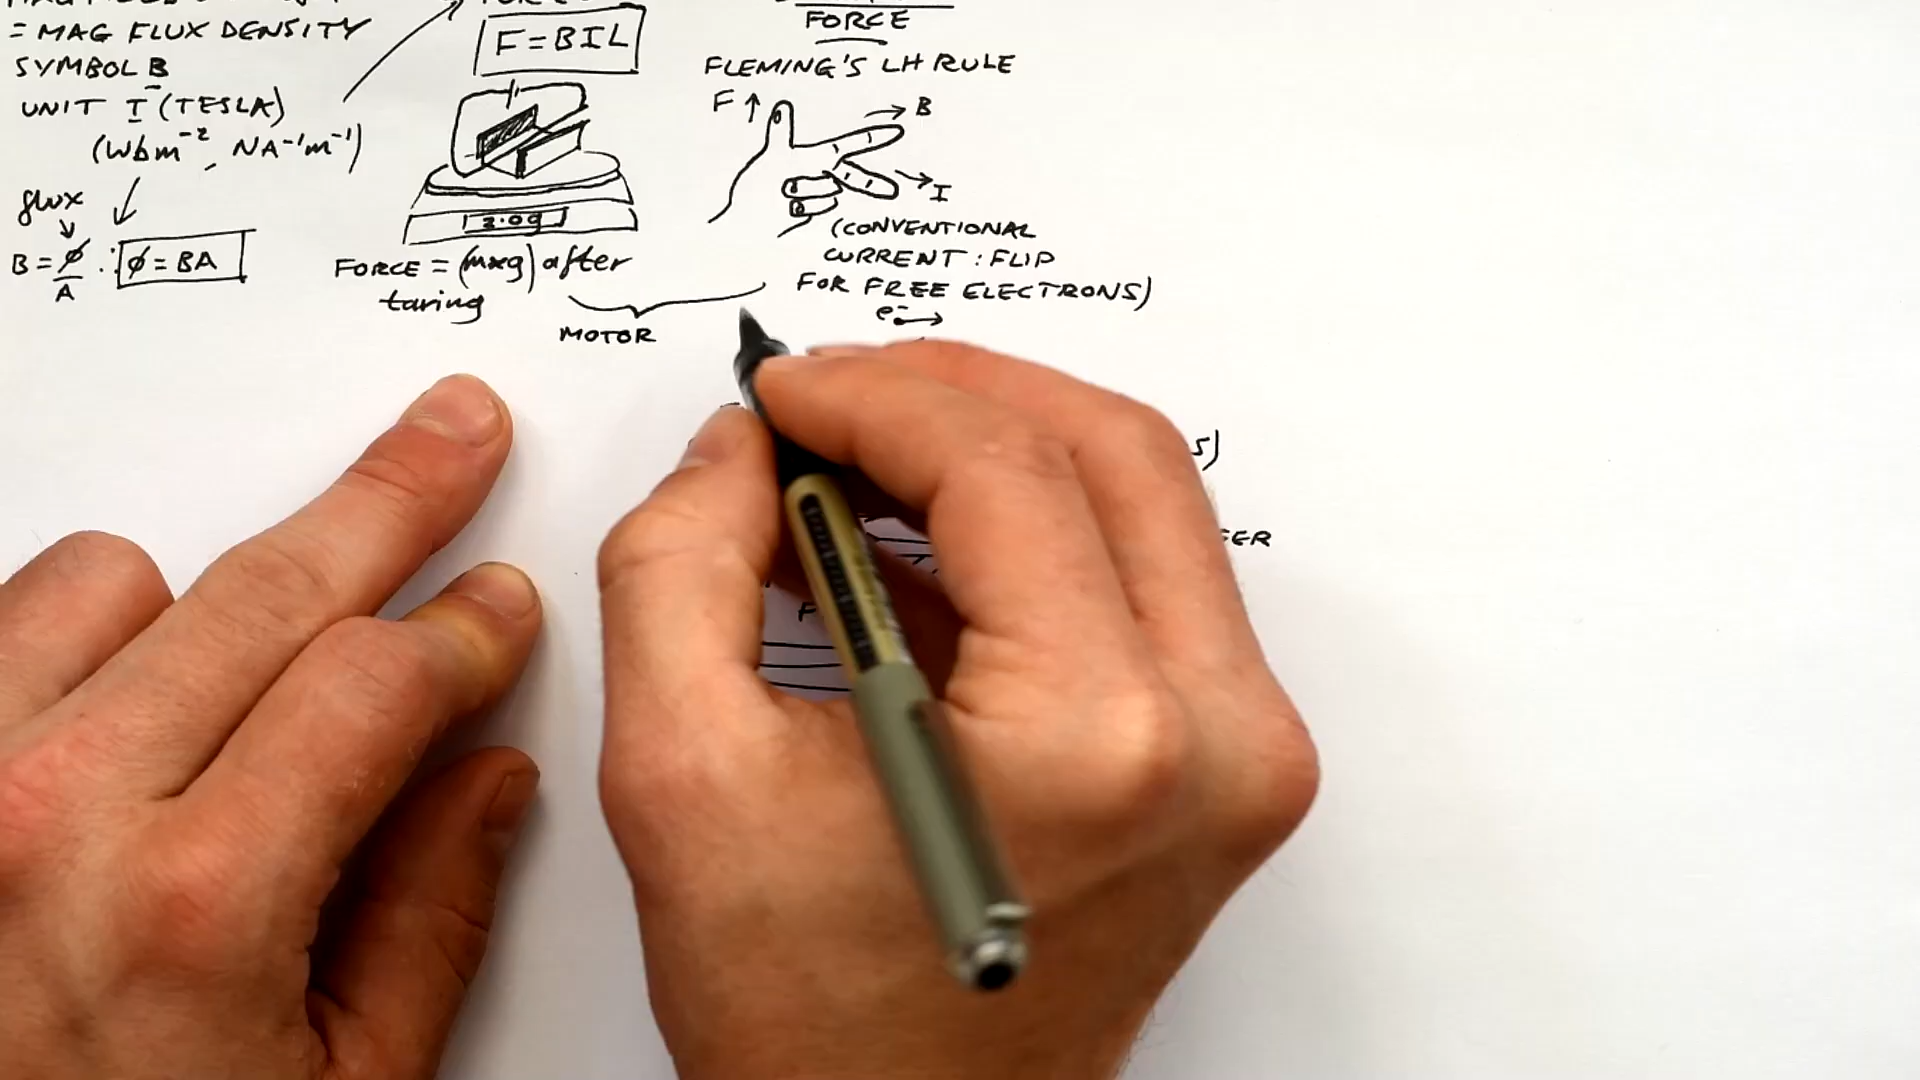 = MAG FLUX DENSITY
SYMBOL B
UNIT T (TESLA)
(Wbm⁻², NA⁻¹m⁻¹)
flux
B = φ/A ∴ φ = BA
F = BIL
2.00g
FORCE = (mxg) after
taring
MOTOR
FORCE
FLEMING'S LH RULE
F
B
I
(CONVENTIONAL
CURRENT : FLIP
FOR FREE ELECTRONS)
e⁻